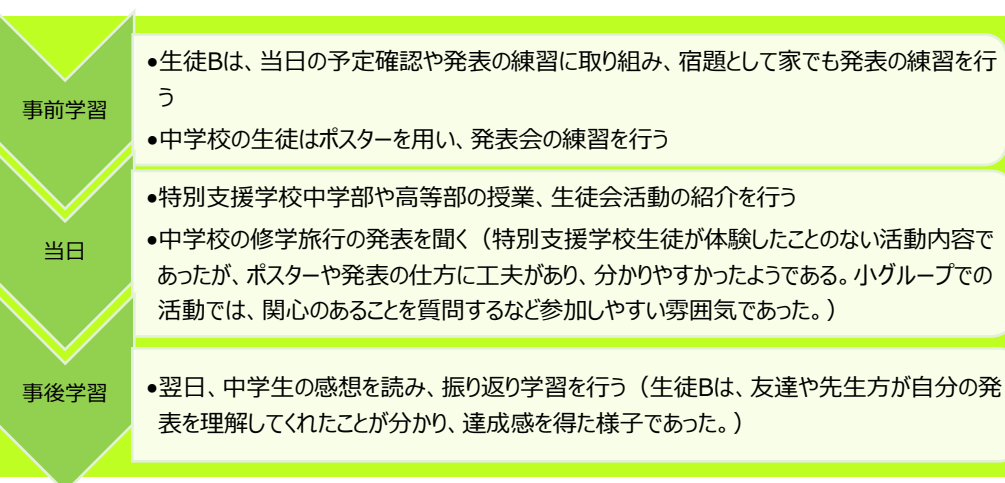 事前学習
•生徒Bは、当日の予定確認や発表の練習に取り組み、宿題として家でも発表の練習を行
う
•中学校の生徒はポスターを用い、発表会の練習を行う
当日
•特別支援学校中学部や高等部の授業、生徒会活動の紹介を行う
•中学校の修学旅行の発表を聞く（特別支援学校生徒が体験したことのない活動内容で
あったが、ポスターや発表の仕方に工夫があり、分かりやすかったようである。小グループでの
活動では、関心のあることを質問するなど参加しやすい雰囲気であった。）
事後学習
•翌日、中学生の感想を読み、振り返り学習を行う（生徒Bは、友達や先生方が自分の発
表を理解してくれたことが分かり、達成感を得た様子であった。）